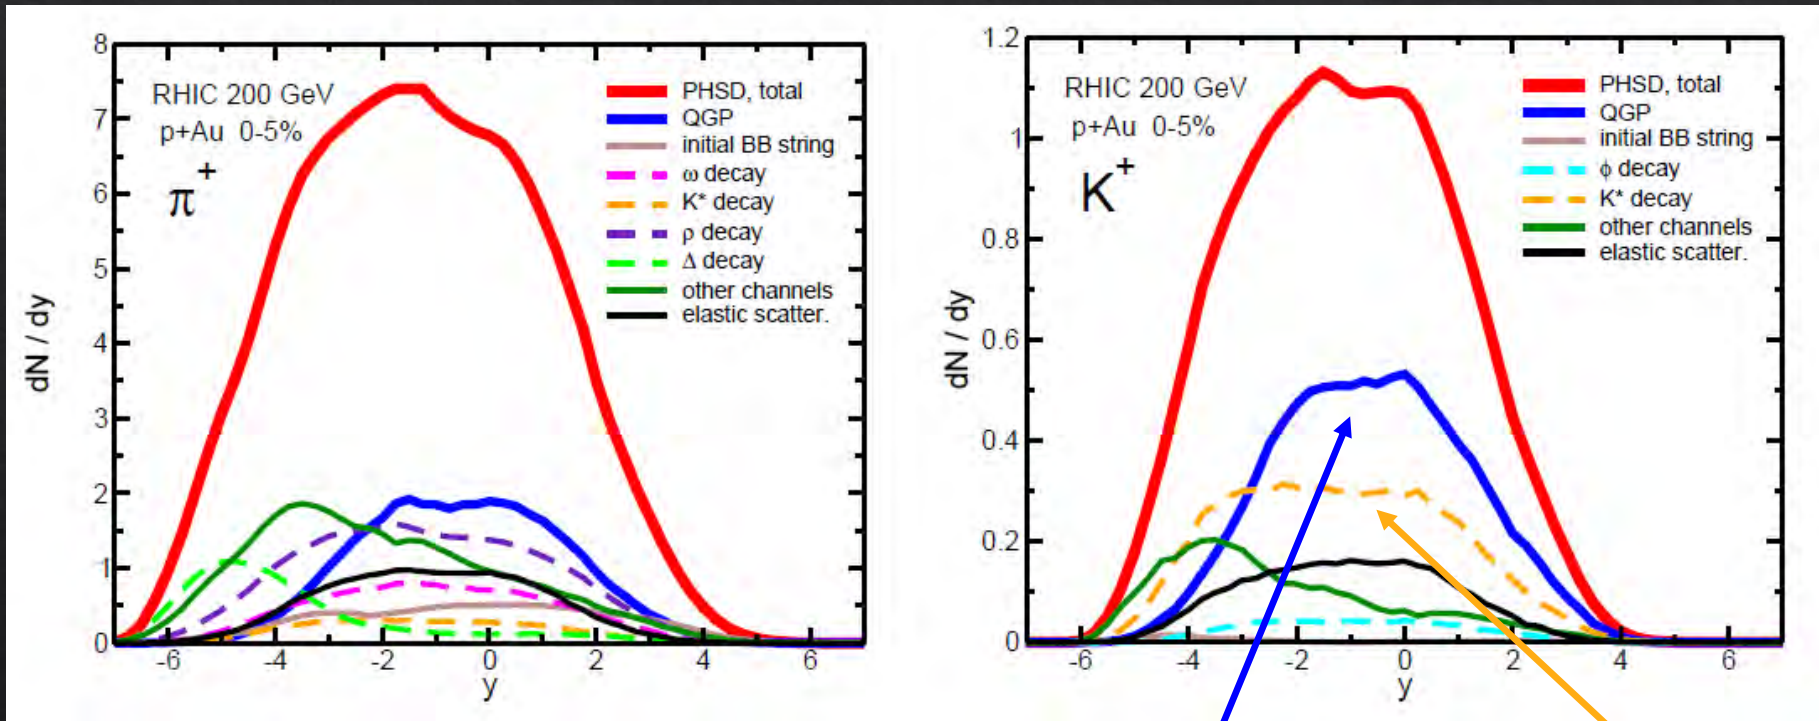 8
7
6
5
4
3
2
1
0
dN / dy
RHIC 200 GeV
p+Au 0-5%
π+
PHSD, total
QGP
initial BB string
ω decay
K* decay
ρ decay
Δ decay
other channels
elastic scatter.
-6 -4 -2 0 2 4 6
y
1.2
1
0.8
0.6
0.4
0.2
0
dN / dy
RHIC 200 GeV
p+Au 0-5%
K+
PHSD, total
QGP
initial BB string
ϕ decay
K* decay
other channels
elastic scatter.
-6 -4 -2 0 2 4 6
y